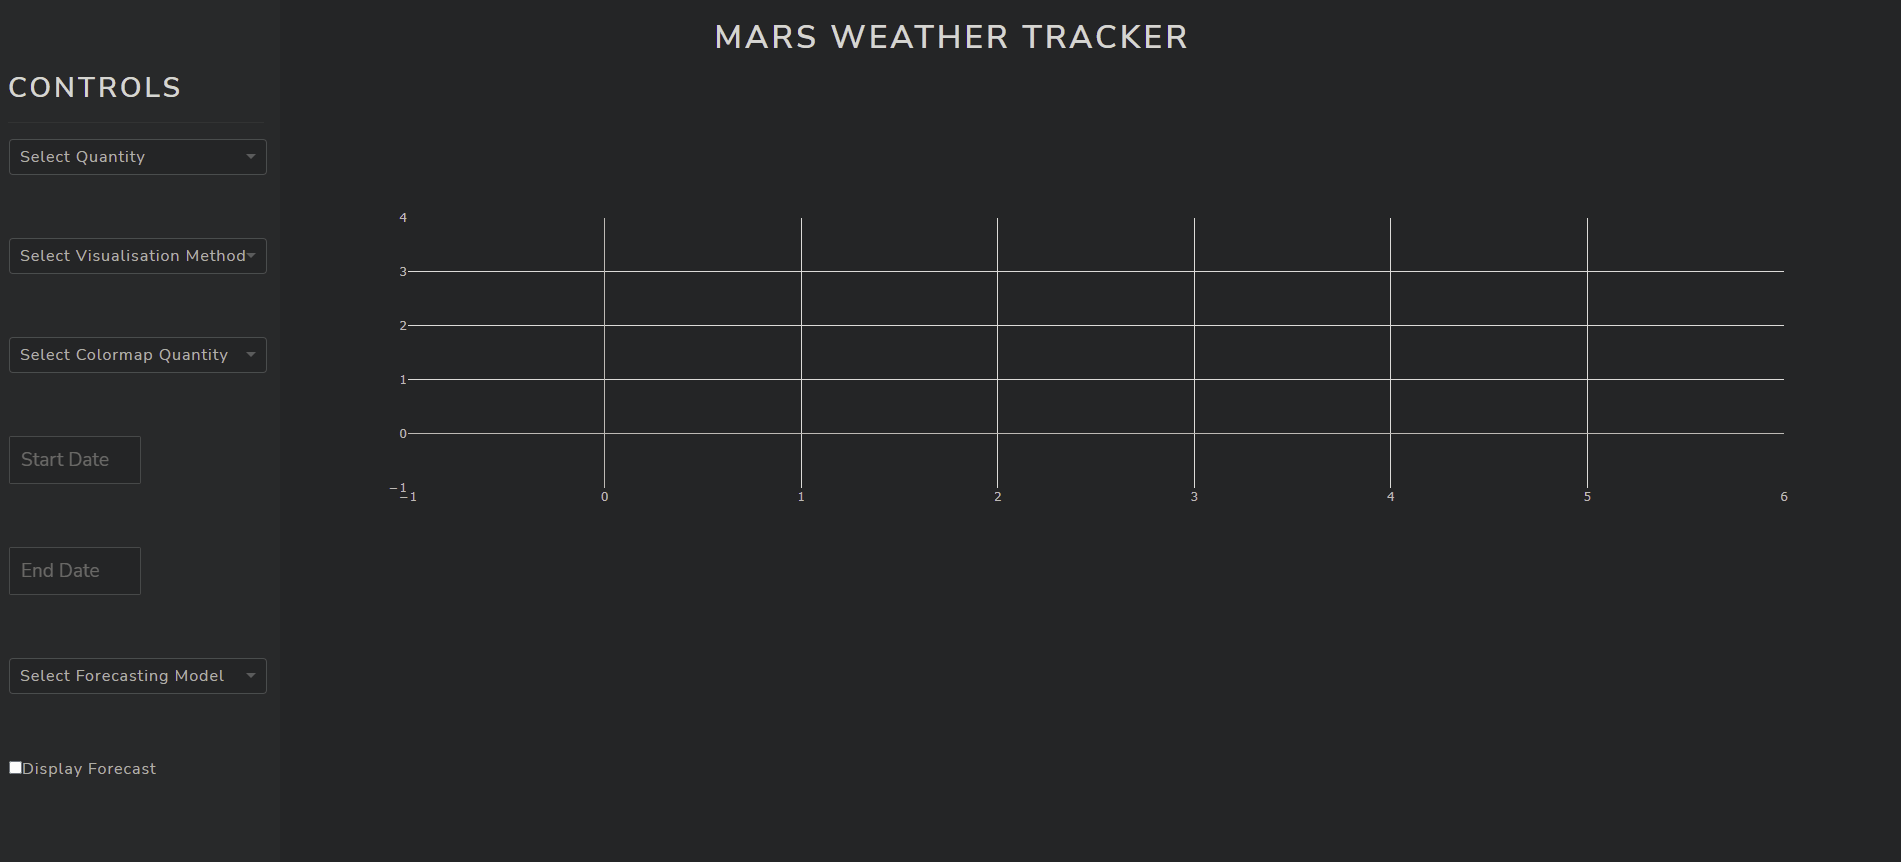 MARS WEATHER TRACKER
CONTROLS
Select Quantity
Select Visualisation Method
Select Colormap Quantity
Start Date
End Date
Select Forecasting Model
Display Forecast
4
3
2
1
0
−1
−1 0 1 2 3 4 5 6